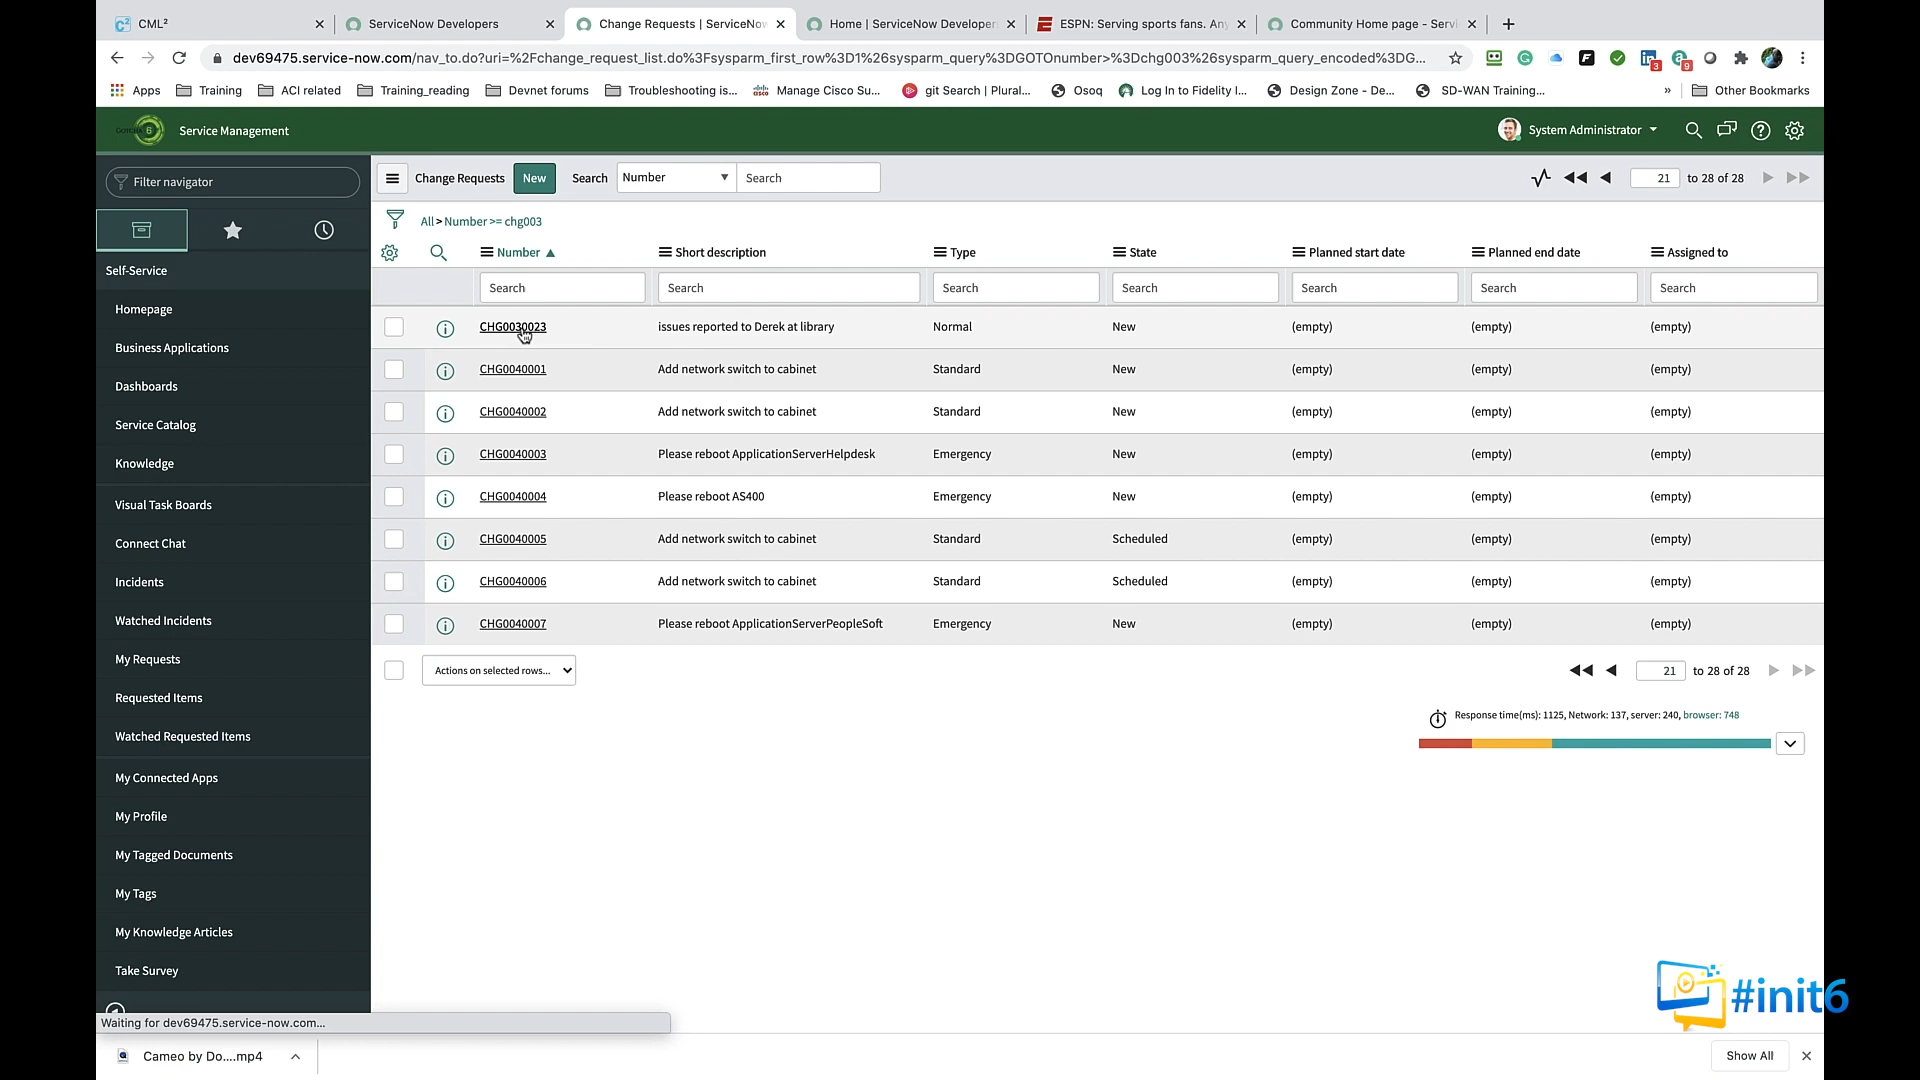 CML²
ServiceNow Developers
Change Requests | ServiceNow
Home | ServiceNow Developer
ESPN: Serving sports fans. Any
Community Home page - Serv
dev69475.service-now.com/nav_to.do?uri=%2Fchange_request_list.do%3Fsysparm_first_row%3D1%26sysparm_query%3DGOTOnumber>%3Dchg003%26sysparm_query_encoded%3DG...
3
9
Apps
Training
ACI related
Training_reading
Devnet forums
Troubleshooting is...
Manage Cisco Su...
git Search | Plural...
Osoq
Log In to Fidelity I...
Design Zone - De...
SD-WAN Training...
»
Other Bookmarks
Service Management
System Administrator
Filter navigator
Change Requests New Search Number Search
21 to 28 of 28
All > Number >= chg003
Number Short description Type State Planned start date Planned end date Assigned to
Search Search Search Search Search Search Search
CHG0030023 issues reported to Derek at library Normal New (empty) (empty) (empty)
CHG0040001 Add network switch to cabinet Standard New (empty) (empty) (empty)
CHG0040002 Add network switch to cabinet Standard New (empty) (empty) (empty)
CHG0040003 Please reboot ApplicationServerHelpdesk Emergency New (empty) (empty) (empty)
CHG0040004 Please reboot AS400 Emergency New (empty) (empty) (empty)
CHG0040005 Add network switch to cabinet Standard Scheduled (empty) (empty) (empty)
CHG0040006 Add network switch to cabinet Standard Scheduled (empty) (empty) (empty)
CHG0040007 Please reboot ApplicationServerPeopleSoft Emergency New (empty) (empty) (empty)
Actions on selected rows...
21 to 28 of 28
Response time(ms): 1125, Network: 137, server: 240, browser: 748
Self-Service
Homepage
Business Applications
Dashboards
Service Catalog
Knowledge
Visual Task Boards
Connect Chat
Incidents
Watched Incidents
My Requests
Requested Items
Watched Requested Items
My Connected Apps
My Profile
My Tagged Documents
My Tags
My Knowledge Articles
Take Survey
#init6
Waiting for dev69475.service-now.com...
Cameo by Do....mp4
Show All